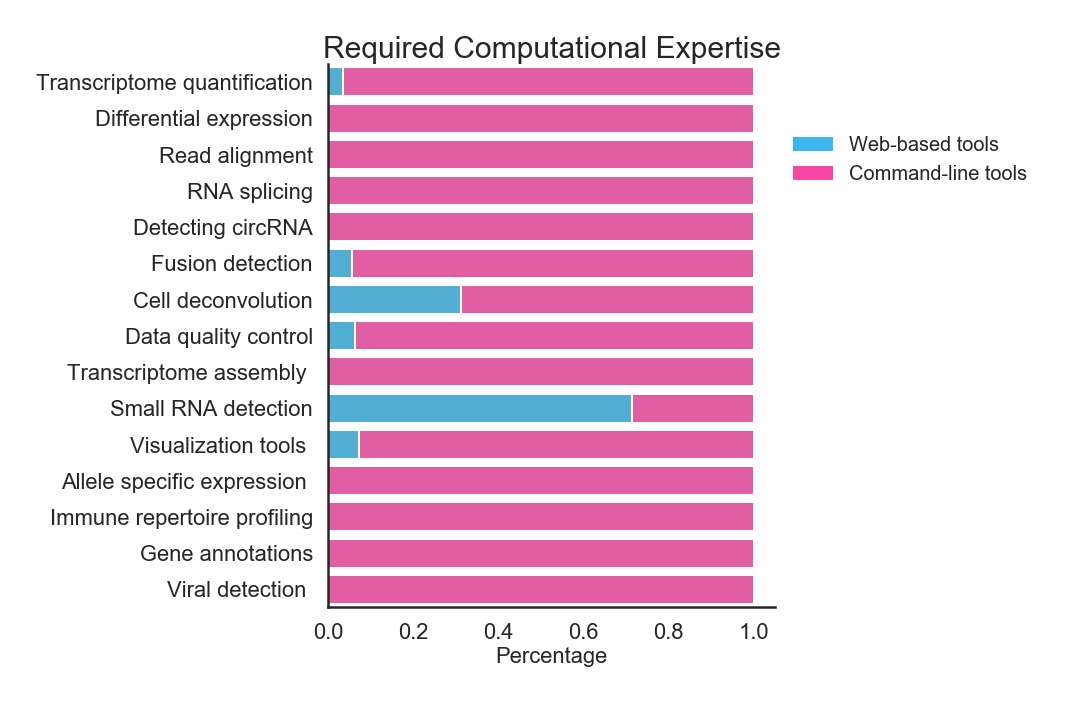 Required Computational Expertise
Transcriptome quantification
Differential expression
Read alignment
RNA splicing
Detecting circRNA
Fusion detection
Cell deconvolution
Data quality control
Transcriptome assembly
Small RNA detection
Visualization tools
Allele specific expression
Immune repertoire profiling
Gene annotations
Viral detection
Web-based tools
Command-line tools
0.0 0.2 0.4 0.6 0.8 1.0
Percentage